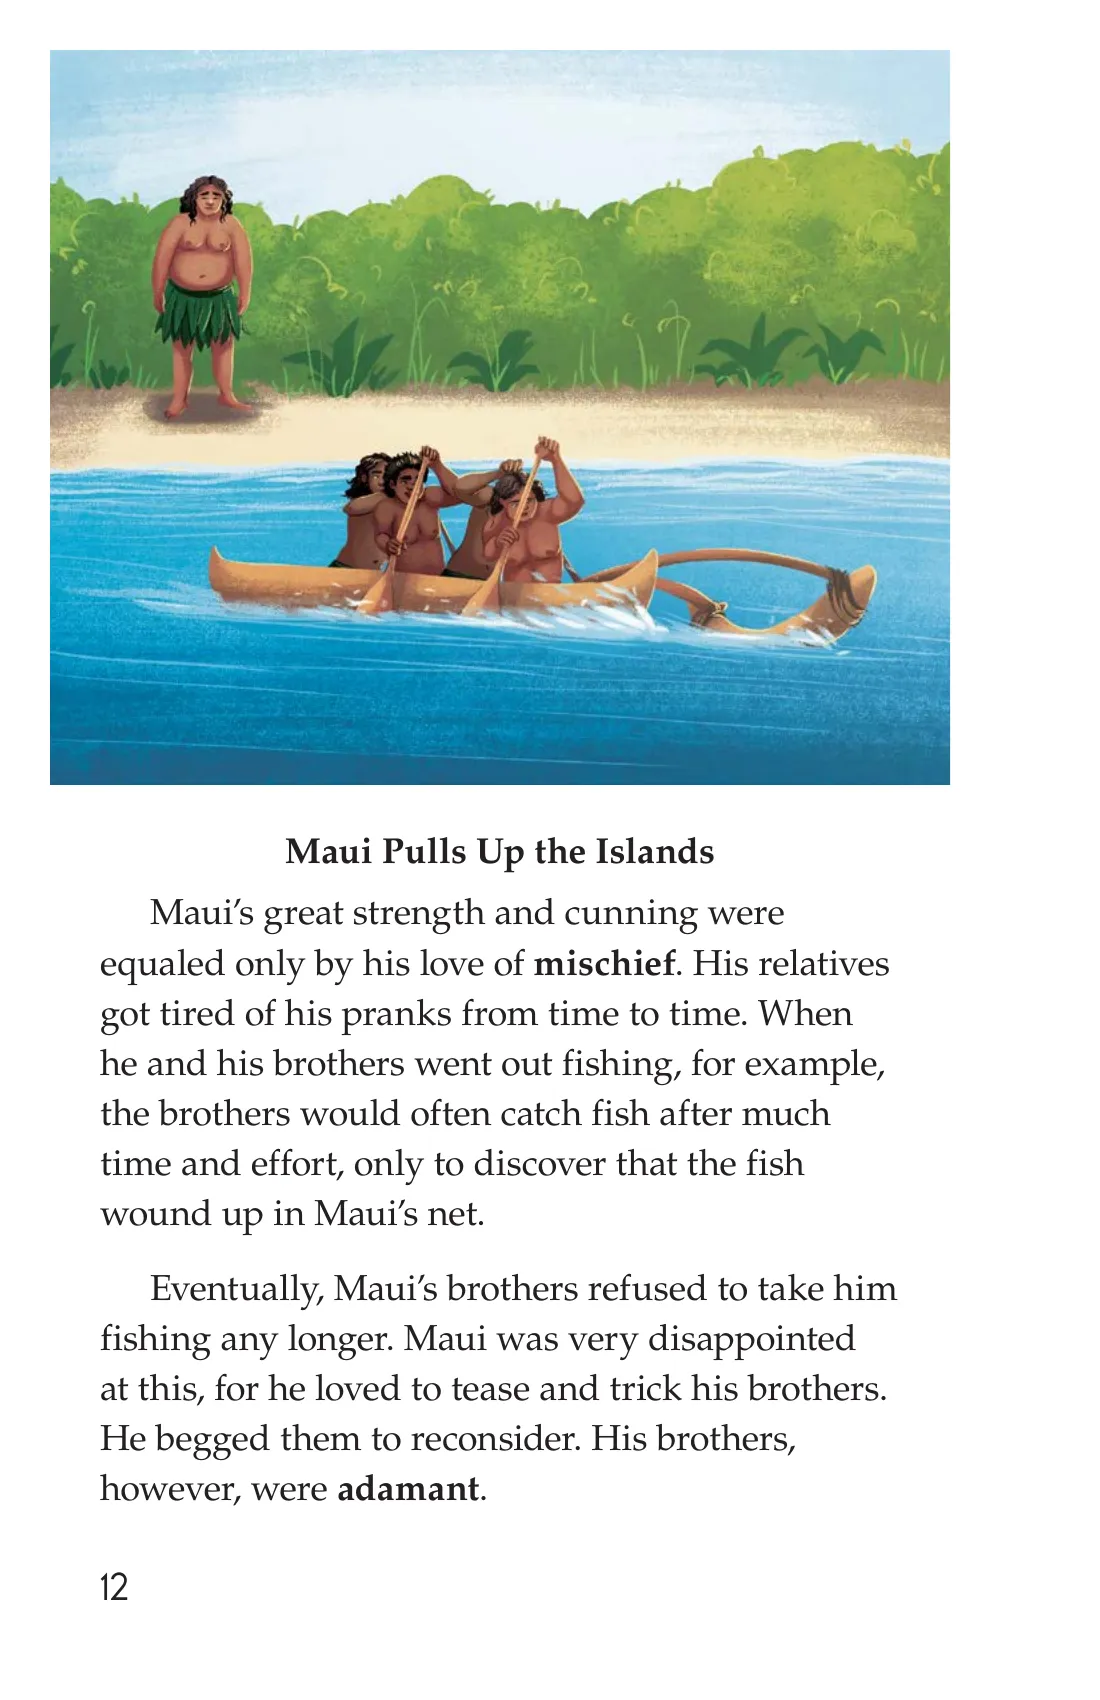 Maui Pulls Up the Islands
Maui’s great strength and cunning were
equaled only by his love of mischief. His relatives
got tired of his pranks from time to time. When
he and his brothers went out fishing, for example,
the brothers would often catch fish after much
time and effort, only to discover that the fish
wound up in Maui’s net.
Eventually, Maui’s brothers refused to take him
fishing any longer. Maui was very disappointed
at this, for he loved to tease and trick his brothers.
He begged them to reconsider. His brothers,
however, were adamant.
12